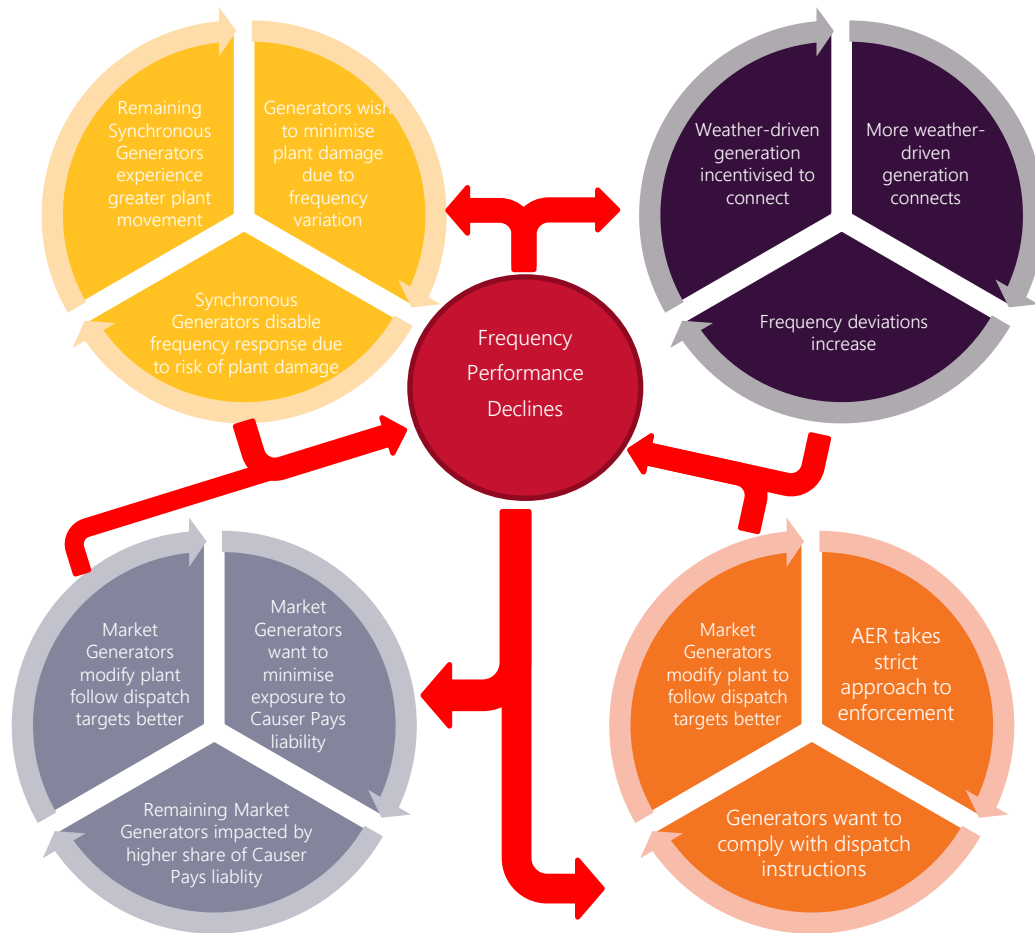 Remaining
Synchronous
Generators
experience
greater plant
movement
Generators wish
to minimise
plant damage
due to
frequency
variation
Synchronous
Generators disable
frequency response due
to risk of plant damage
Weather-driven
generation
incentivised to
connect
More weather-
driven
generation
connects
Frequency deviations
increase
Frequency
Performance
Declines
Market
Generators
modify plant
follow dispatch
targets better
Market
Generators
want to
minimise
exposure to
Causer Pays
liability
Remaining Market
Generators impacted by
higher share of Causer
Pays liablity
Market
Generators
modify plant to
follow dispatch
targets better
AER takes
strict
approach to
enforcement
Generators want to
comply with dispatch
instructions